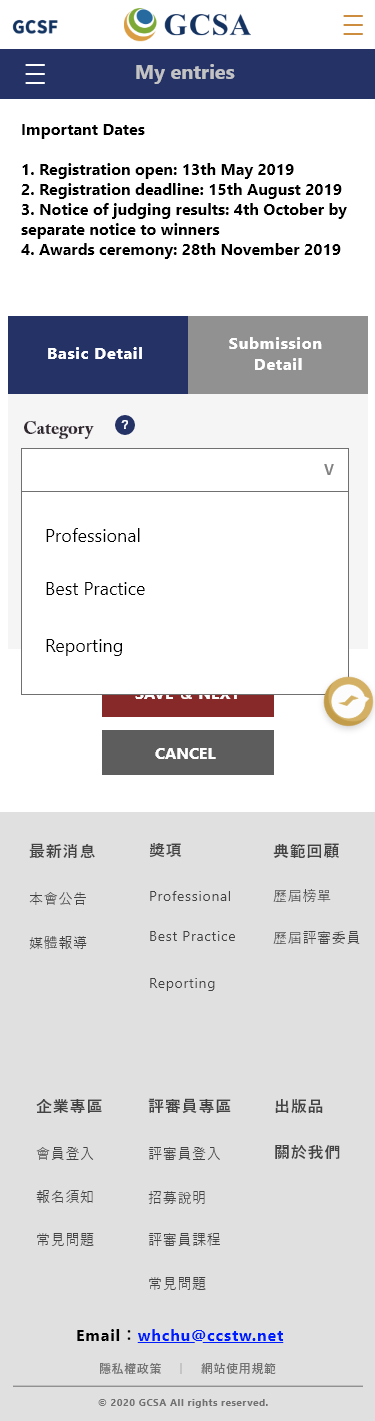 GCSF
GCSA
My entries
Important Dates
1. Registration open: 13th May 2019
2. Registration deadline: 15th August 2019
3. Notice of judging results: 4th October by
separate notice to winners
4. Awards ceremony: 28th November 2019
Basic Detail
Submission
Detail
Category ?
V
Professional
Best Practice
Reporting
SAVE & NEXT
CANCEL
最新消息
本會公告
媒體報導
獎項
Professional
Best Practice
Reporting
典範回顧
歷屆榜單
歷屆評審委員
企業專區
會員登入
報名須知
常見問題
評審員專區
評審員登入
招募說明
評審員課程
常見問題
出版品
關於我們
Email：whchu@ccstw.net
隱私權政策 | 網站使用規範
© 2020 GCSA All rights reserved.